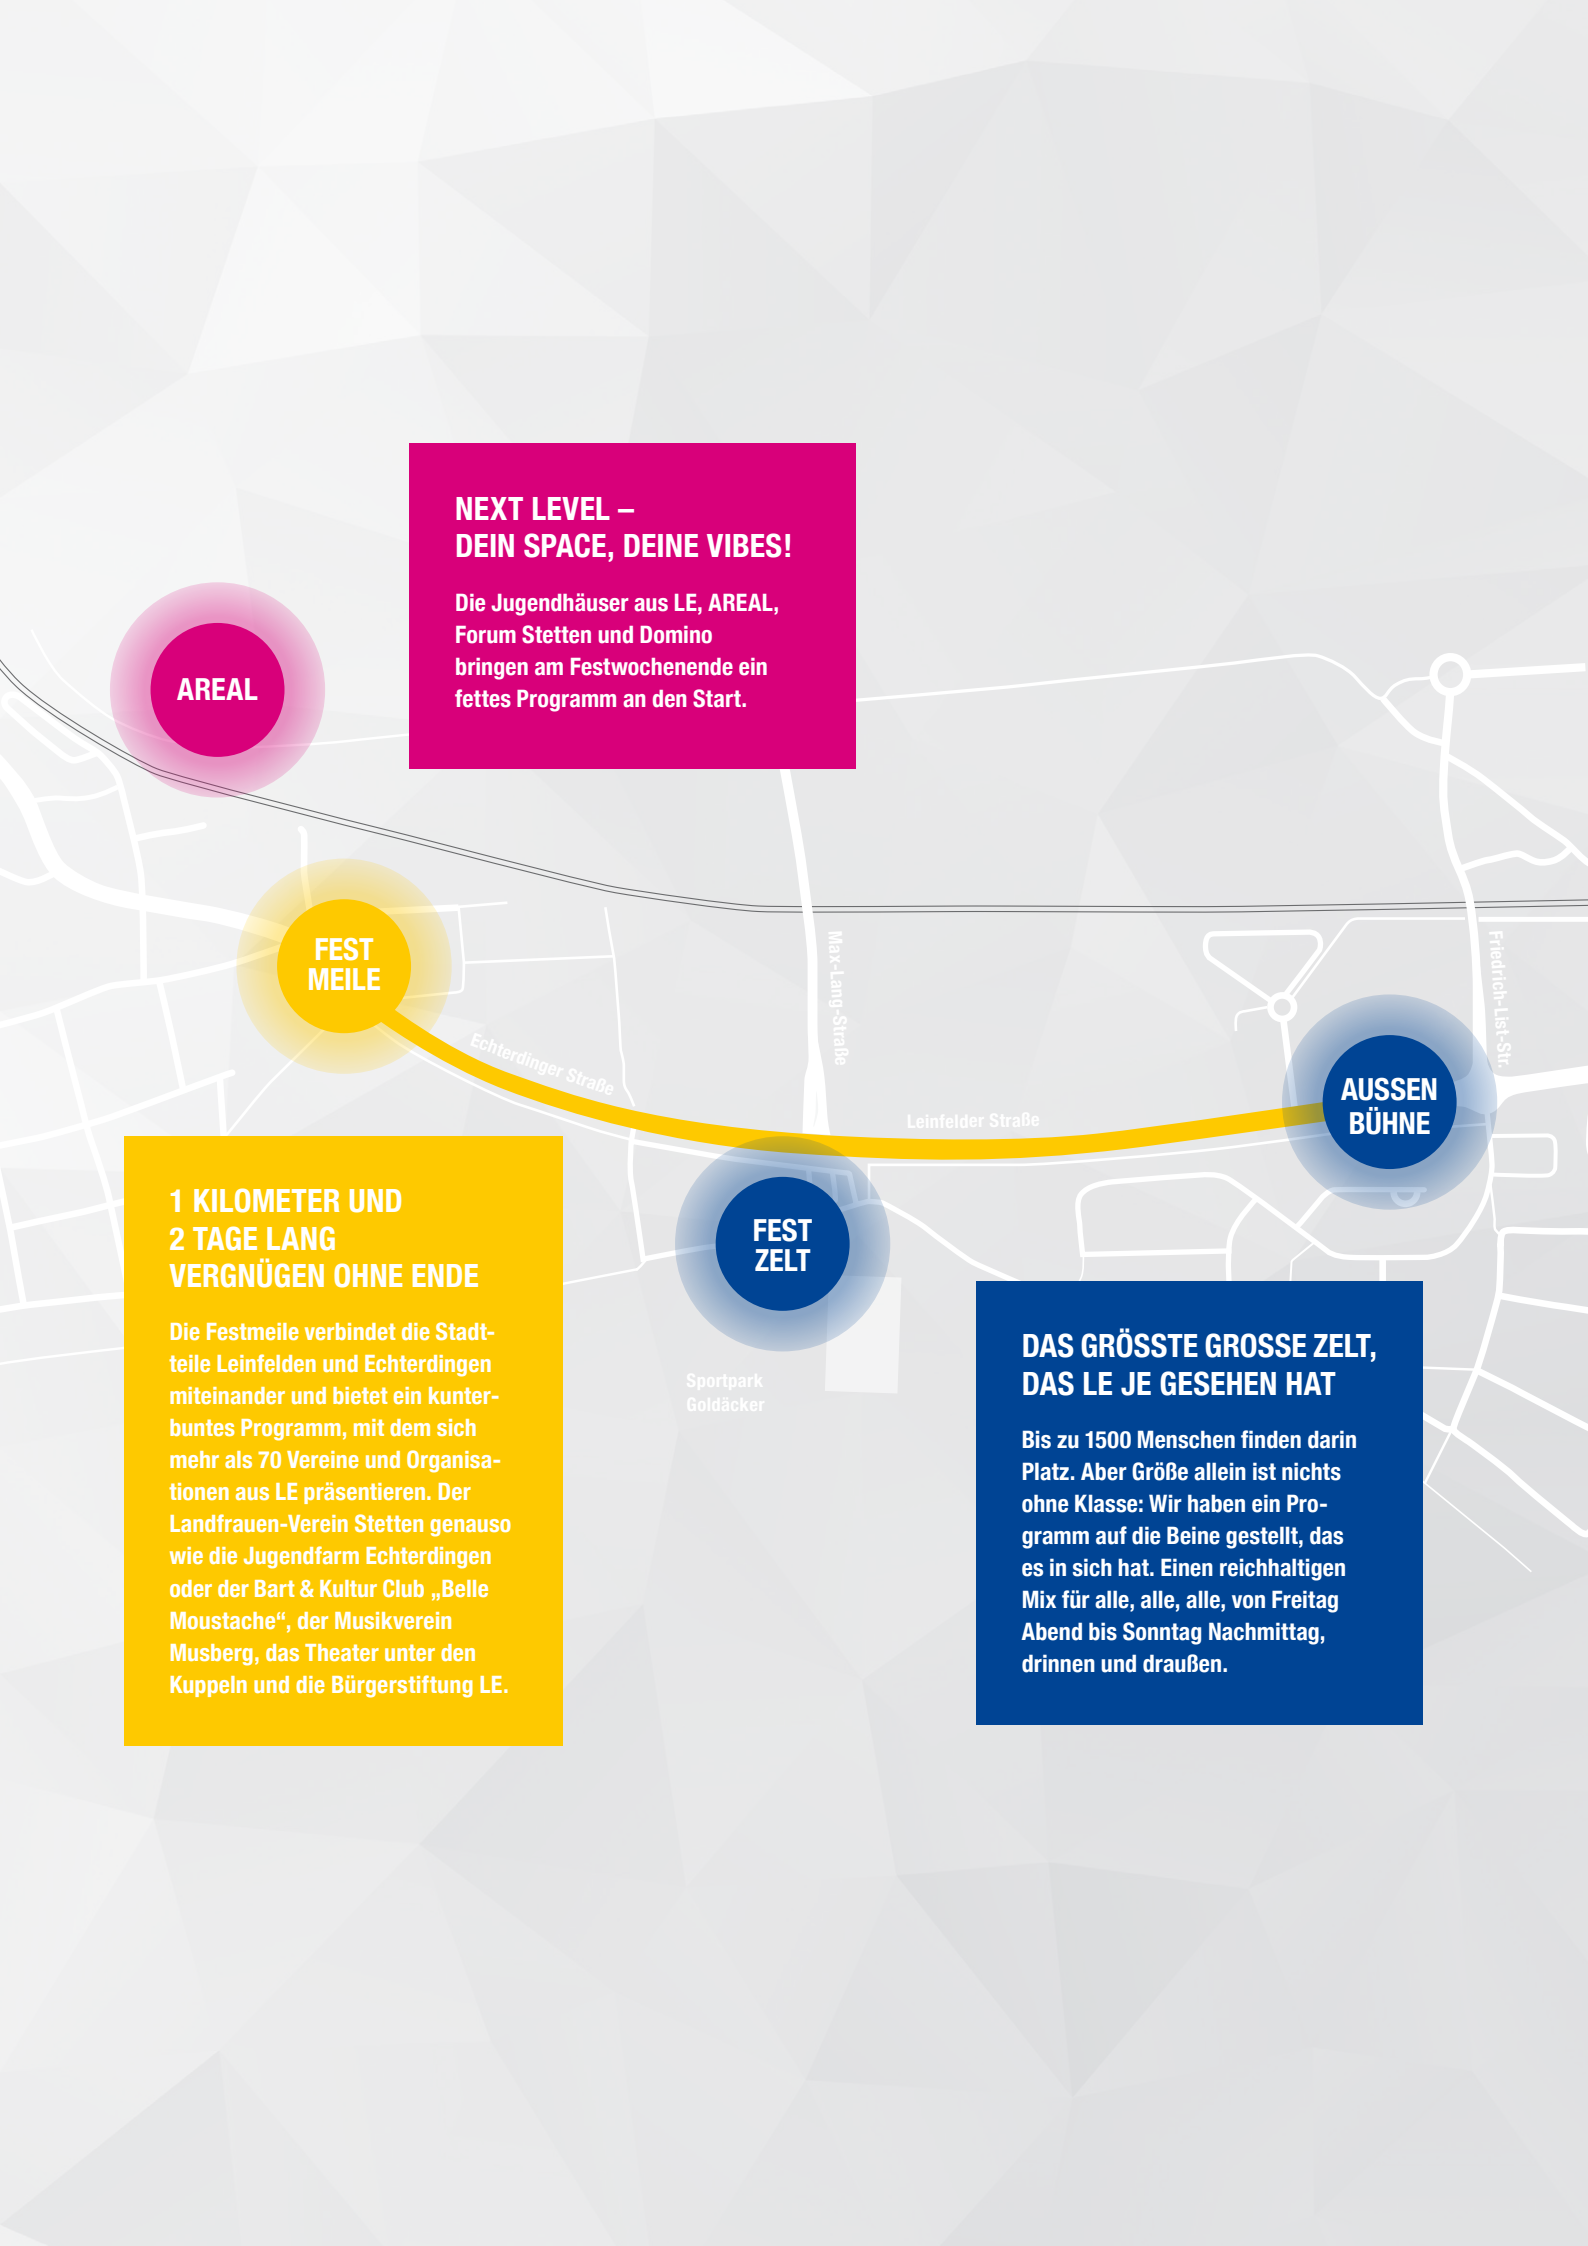 NEXT LEVEL –
DEIN SPACE, DEINE VIBES!
Die Jugendhäuser aus LE, AREAL,
Forum Stetten und Domino
bringen am Festwochenende ein
fettes Programm an den Start.
AREAL
FEST
MEILE
Echterdinger Straße
Max-Lang-Straße
Friedrich-List-Str.
Leinfelder Straße
AUSSEN
BÜHNE
FEST
ZELT
Sportpark
Goldäcker
1 KILOMETER UND
2 TAGE LANG
VERGNÜGEN OHNE ENDE
Die Festmeile verbindet die Stadt-
teile Leinfelden und Echterdingen
miteinander und bietet ein kunter-
buntes Programm, mit dem sich
mehr als 70 Vereine und Organisa-
tionen aus LE präsentieren. Der
Landfrauen-Verein Stetten genauso
wie die Jugendfarm Echterdingen
oder der Bart & Kultur Club „Belle
Moustache“, der Musikverein
Musberg, das Theater unter den
Kuppeln und die Bürgerstiftung LE.
DAS GRÖSSTE GROSSE ZELT,
DAS LE JE GESEHEN HAT
Bis zu 1500 Menschen finden darin
Platz. Aber Größe allein ist nichts
ohne Klasse: Wir haben ein Pro-
gramm auf die Beine gestellt, das
es in sich hat. Einen reichhaltigen
Mix für alle, alle, alle, von Freitag
Abend bis Sonntag Nachmittag,
drinnen und draußen.